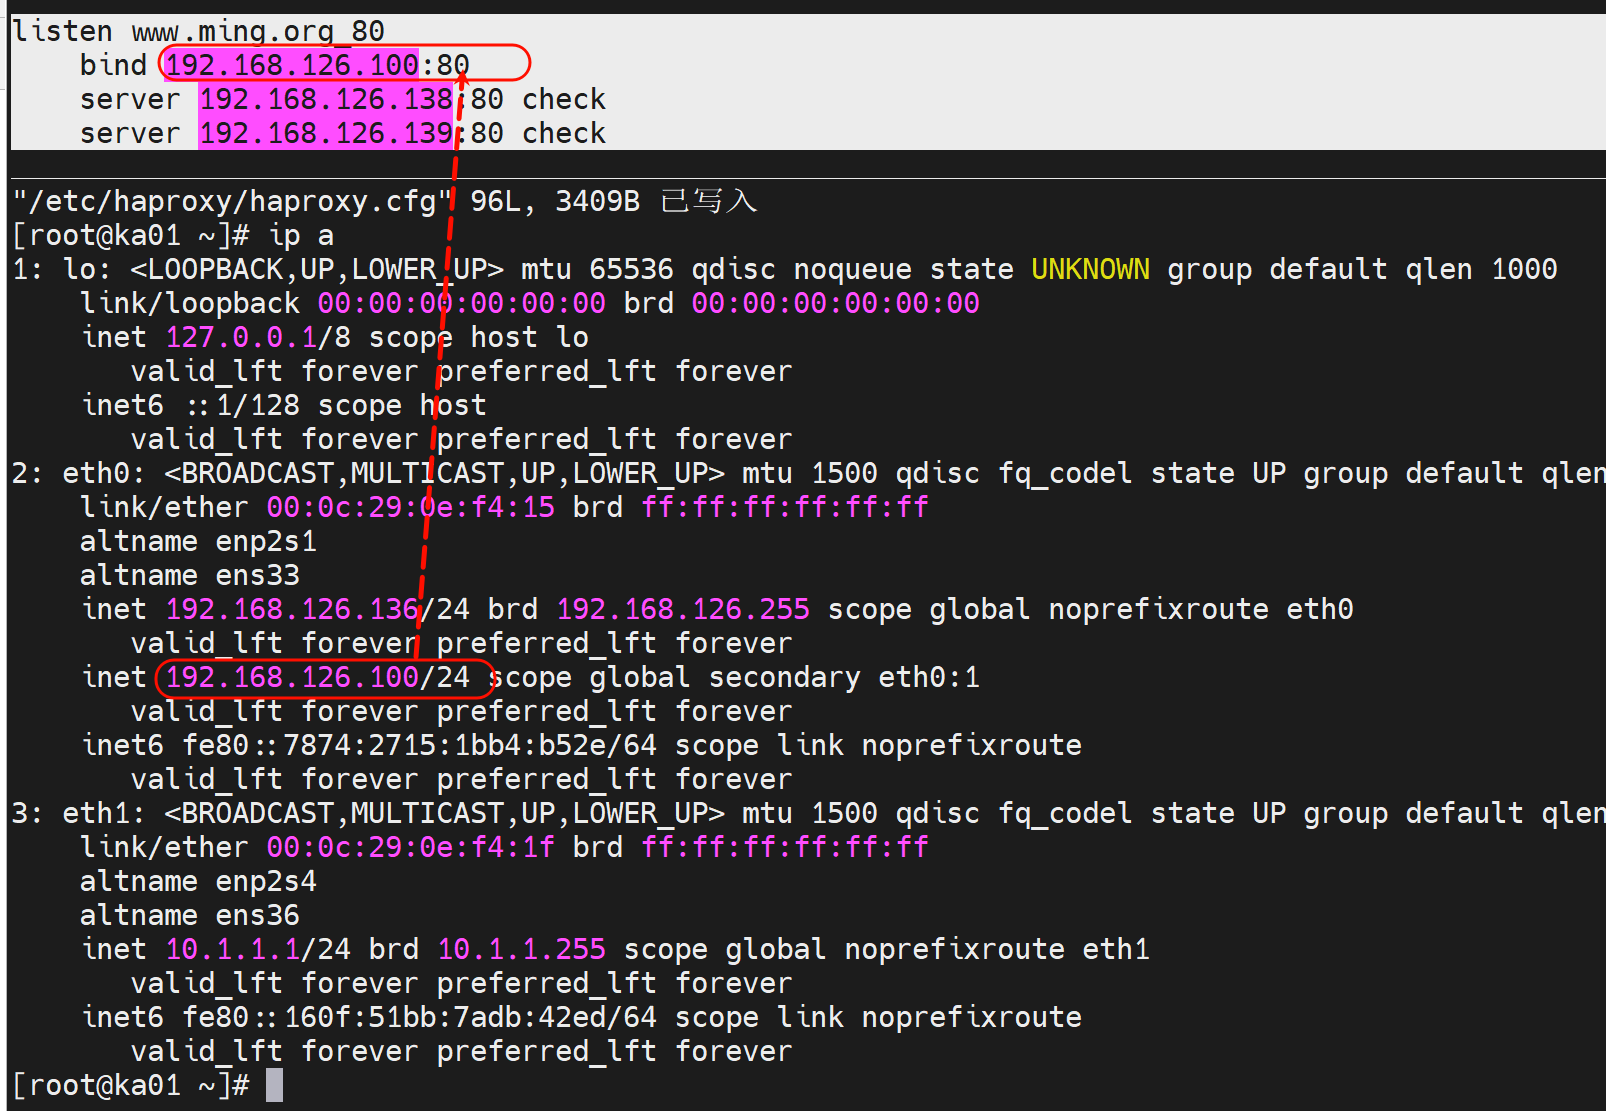 listen www.ming.org_80
    bind 192.168.126.100:80
    server 192.168.126.138:80 check
    server 192.168.126.139:80 check
"/etc/haproxy/haproxy.cfg" 96L, 3409B 已写入
[root@ka01 ~]# ip a
1: lo: <LOOPBACK,UP,LOWER_UP> mtu 65536 qdisc noqueue state UNKNOWN group default qlen 1000
    link/loopback 00:00:00:00:00:00 brd 00:00:00:00:00:00
    inet 127.0.0.1/8 scope host lo
       valid_lft forever preferred_lft forever
    inet6 ::1/128 scope host
       valid_lft forever preferred_lft forever
2: eth0: <BROADCAST,MULTICAST,UP,LOWER_UP> mtu 1500 qdisc fq_codel state UP group default qlen
    link/ether 00:0c:29:0e:f4:15 brd ff:ff:ff:ff:ff:ff
    altname enp2s1
    altname ens33
    inet 192.168.126.136/24 brd 192.168.126.255 scope global noprefixroute eth0
       valid_lft forever preferred_lft forever
    inet 192.168.126.100/24 scope global secondary eth0:1
       valid_lft forever preferred_lft forever
    inet6 fe80::7874:2715:1bb4:b52e/64 scope link noprefixroute
       valid_lft forever preferred_lft forever
3: eth1: <BROADCAST,MULTICAST,UP,LOWER_UP> mtu 1500 qdisc fq_codel state UP group default qlen
    link/ether 00:0c:29:0e:f4:1f brd ff:ff:ff:ff:ff:ff
    altname enp2s4
    altname ens36
    inet 10.1.1.1/24 brd 10.1.1.255 scope global noprefixroute eth1
       valid_lft forever preferred_lft forever
    inet6 fe80::160f:51bb:7adb:42ed/64 scope link noprefixroute
       valid_lft forever preferred_lft forever
[root@ka01 ~]#